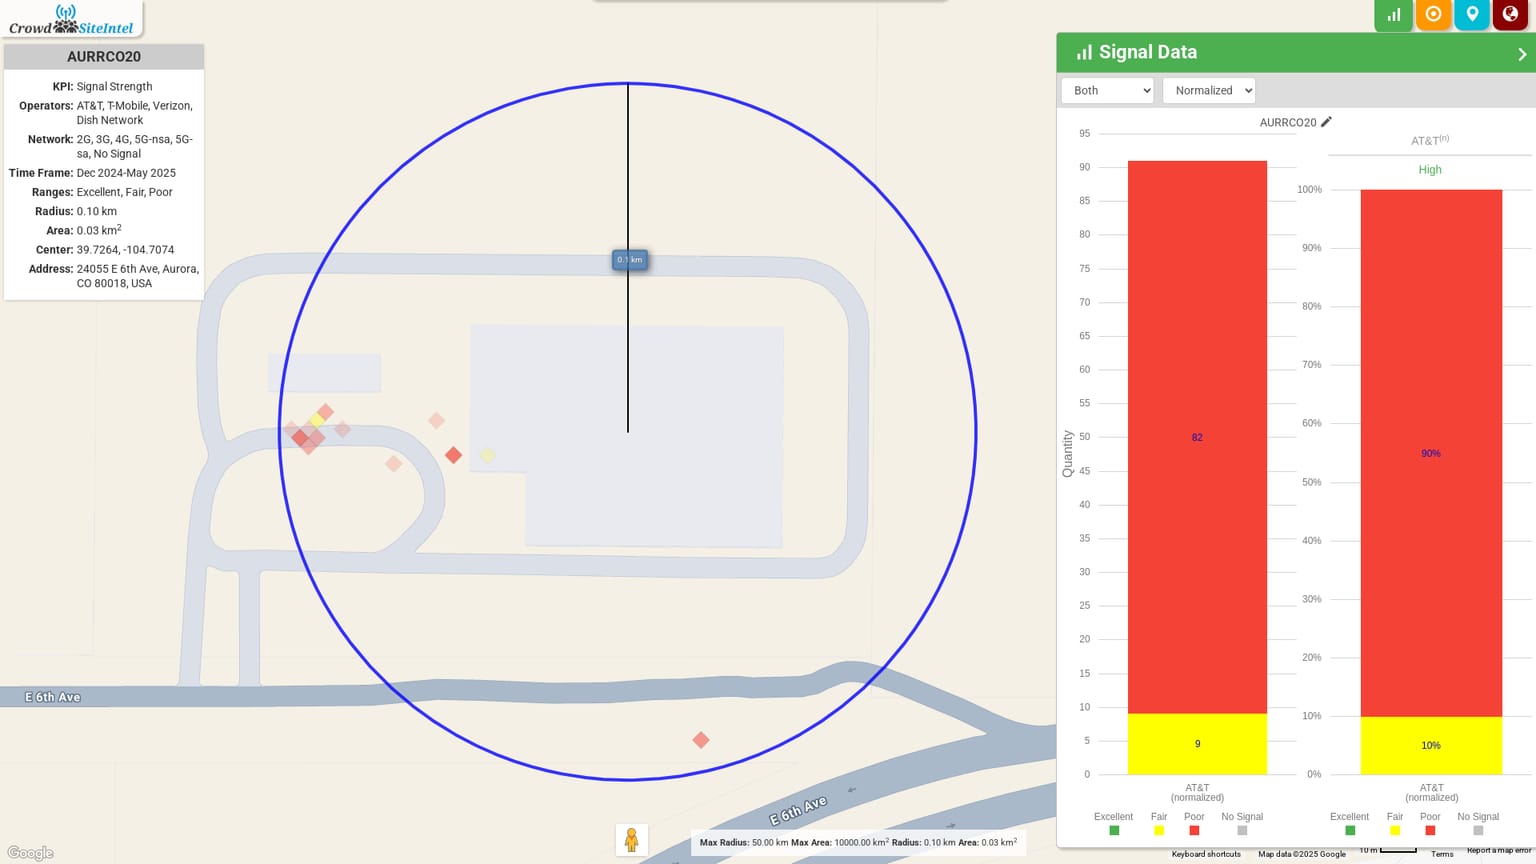 Crowd SiteIntel
AURRCO20
KPI: Signal Strength
Operators: AT&T, T-Mobile, Verizon,
Dish Network
Network: 2G, 3G, 4G, 5G-nsa, 5G-
sa, No Signal
Time Frame: Dec 2024-May 2025
Ranges: Excellent, Fair, Poor
Radius: 0.10 km
Area: 0.03 km²
Center: 39.7264, -104.7074
Address: 24055 E 6th Ave, Aurora,
CO 80018, USA
0.1 km
E 6th Ave
E 6th Ave
Google
Max Radius: 50.00 km Max Area: 10000.00 km² Radius: 0.10 km Area: 0.03 km²
Signal Data
Both
Normalized
AURRCO20
95
90
85
80
75
70
65
60
55
50
45
40
35
30
25
20
15
10
5
0
Quantity
82
9
AT&T
(normalized)
Excellent Fair Poor No Signal
AT&T(n)
High
100%
90%
80%
70%
60%
50%
40%
30%
20%
10%
0%
90%
10%
AT&T
(normalized)
Excellent Fair Poor No Signal
Keyboard shortcuts Map data ©2025 Google 10 m Terms Report a map error